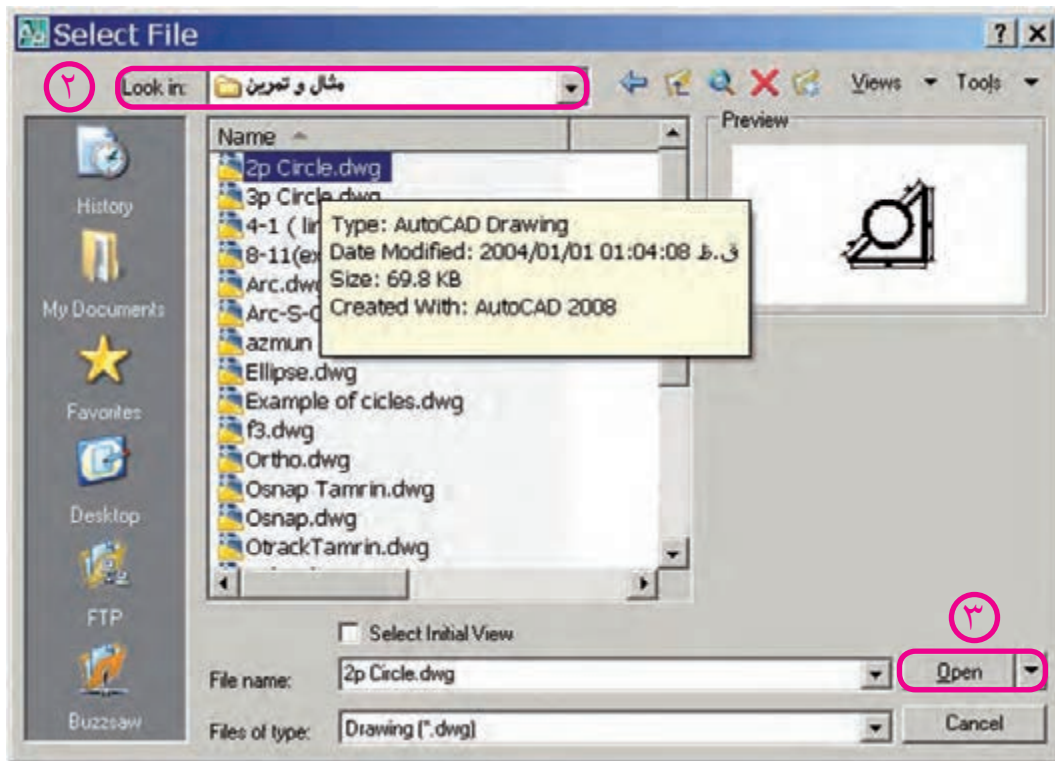 Select File
۲
Look in: مثال و تمرین
Views Tools
Name
Preview
2p Circle.dwg
3p Circle.dwg
4-1 ( lir
8-11(ex
Arc.dwg
Arc-S-C
azmun
Ellipse.dwg
Example of cicles.dwg
f3.dwg
Ortho.dwg
Osnap Tamrin.dwg
Osnap.dwg
OtrackTamrin.dwg
Type: AutoCAD Drawing
Date Modified: 2004/01/01 01:04:08 ق.ظ
Size: 69.8 KB
Created With: AutoCAD 2008
History
My Documents
Favorites
Desktop
FTP
Buzzsaw
Select Initial View
۳
File name: 2p Circle.dwg
Open
Files of type: Drawing (*.dwg)
Cancel